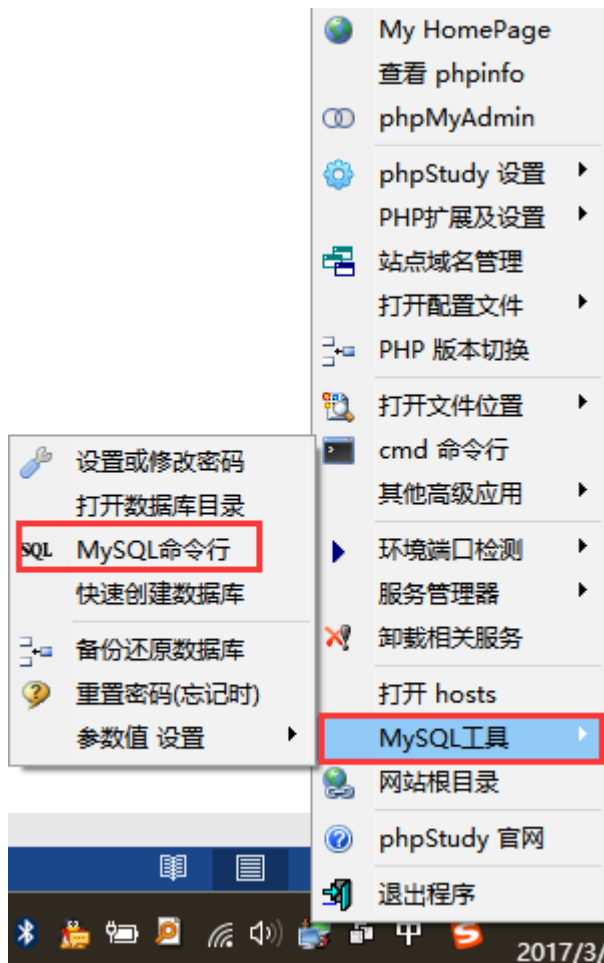 My HomePage
查看 phpinfo
phpMyAdmin
phpStudy 设置
PHP扩展及设置
站点域名管理
打开配置文件
PHP 版本切换
打开文件位置
cmd 命令行
其他高级应用
环境端口检测
服务管理器
卸载相关服务
打开 hosts
MySQL工具
网站根目录
phpStudy 官网
退出程序
设置或修改密码
打开数据库目录
SQL MySQL命令行
快速创建数据库
备份还原数据库
重置密码(忘记时)
参数值 设置
中
2017/3/